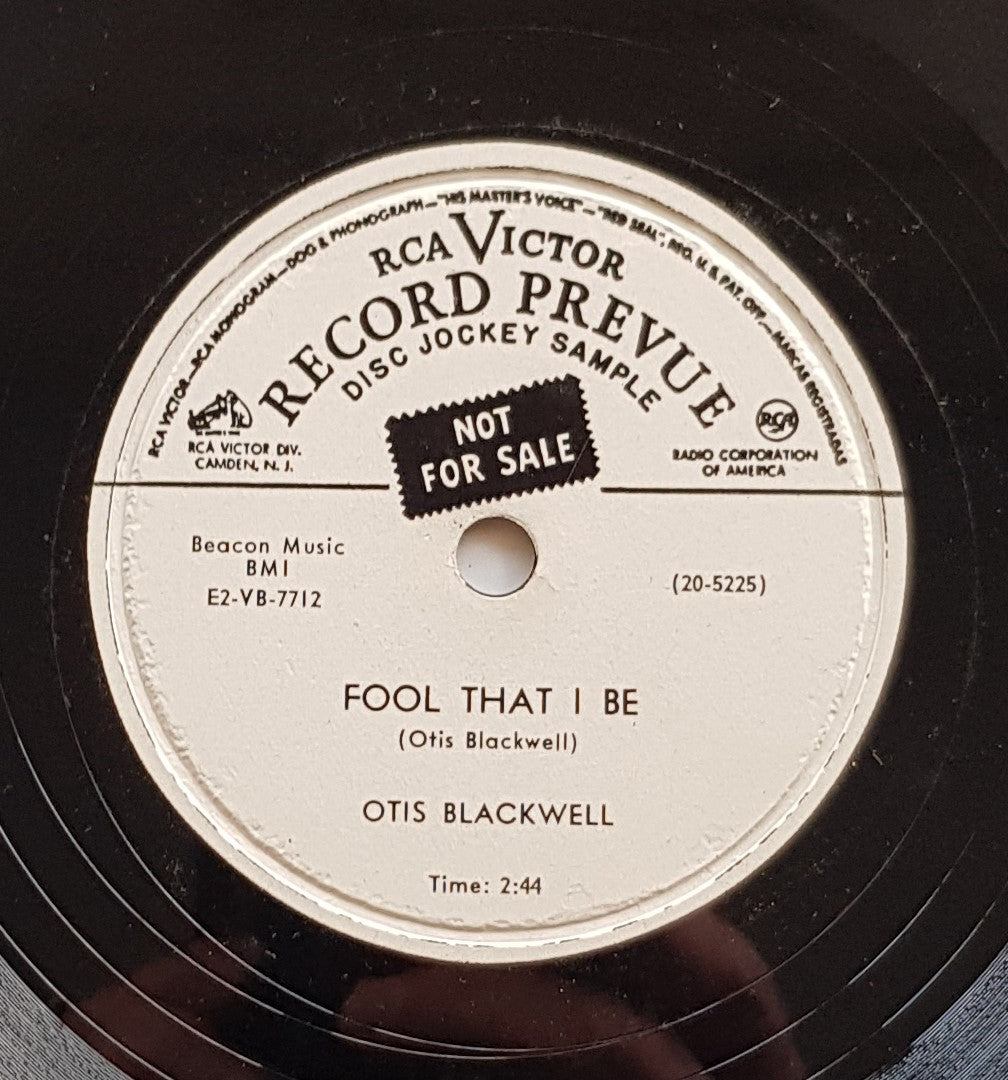 RCA VICTOR—RCA MONOGRAM—DOG & PHONOGRAPH—"HIS MASTER'S VOICE"—"RED SEAL", REG. U. S. PAT. OFF.—MARCAS REGISTRADAS
RCA VICTOR
RECORD PREVUE
DISC JOCKEY SAMPLE
NOT
FOR SALE
RCA VICTOR DIV.
CAMDEN, N. J.
RCA
RADIO CORPORATION
OF AMERICA
Beacon Music
BMI
E2-VB-7712
(20-5225)
FOOL THAT I BE
(Otis Blackwell)
OTIS BLACKWELL
Time: 2:44